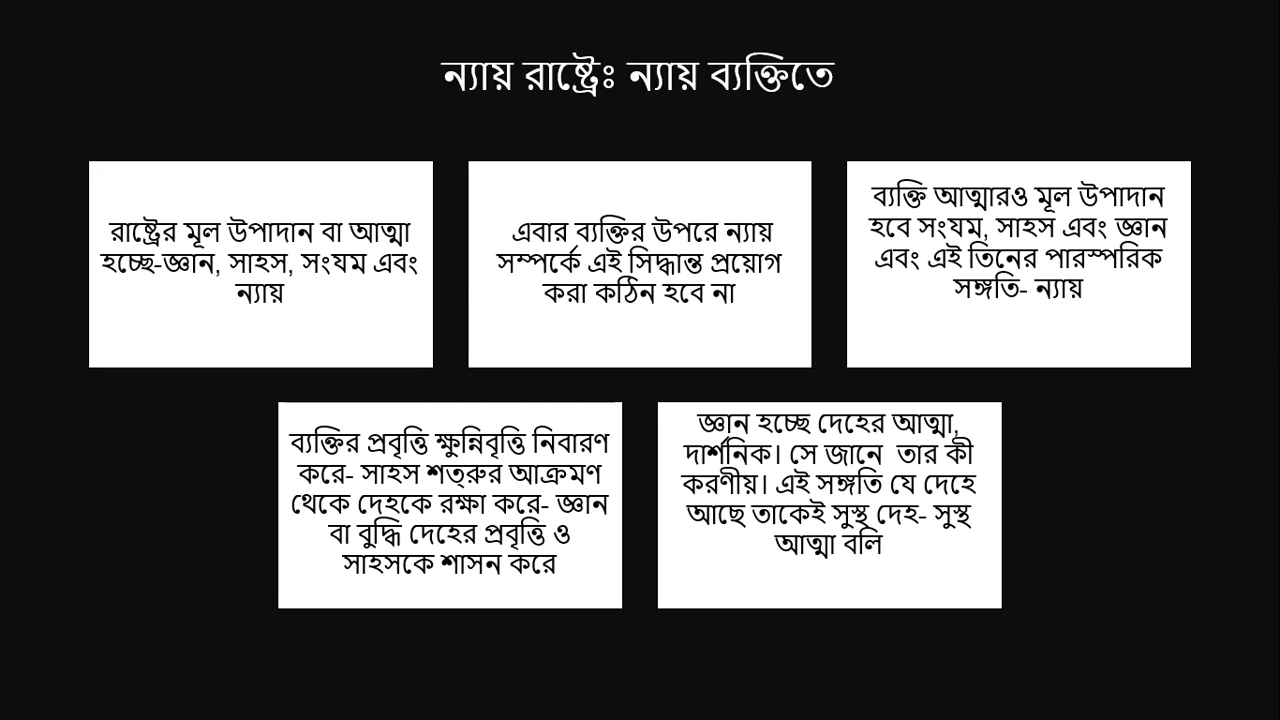 ন্যায় রাষ্ট্রেঃ ন্যায় ব্যক্তিতে
রাষ্ট্রের মূল উপাদান বা আত্মা
হচ্ছে-জ্ঞান, সাহস, সংযম এবং
ন্যায়
এবার ব্যক্তির উপরে ন্যায়
সম্পর্কে এই সিদ্ধান্ত প্রয়োগ
করা কঠিন হবে না
ব্যক্তি আত্মারও মূল উপাদান
হবে সংযম, সাহস এবং জ্ঞান
এবং এই তিনের পারস্পরিক
সঙ্গতি- ন্যায়
ব্যক্তির প্রবৃত্তি ক্ষুন্নিবৃত্তি নিবারণ
করে- সাহস শত্রুর আক্রমণ
থেকে দেহকে রক্ষা করে- জ্ঞান
বা বুদ্ধি দেহের প্রবৃত্তি ও
সাহসকে শাসন করে
জ্ঞান হচ্ছে দেহের আত্মা,
দার্শনিক। সে জানে তার কী
করণীয়। এই সঙ্গতি যে দেহে
আছে তাকেই সুস্থ দেহ- সুস্থ
আত্মা বলি